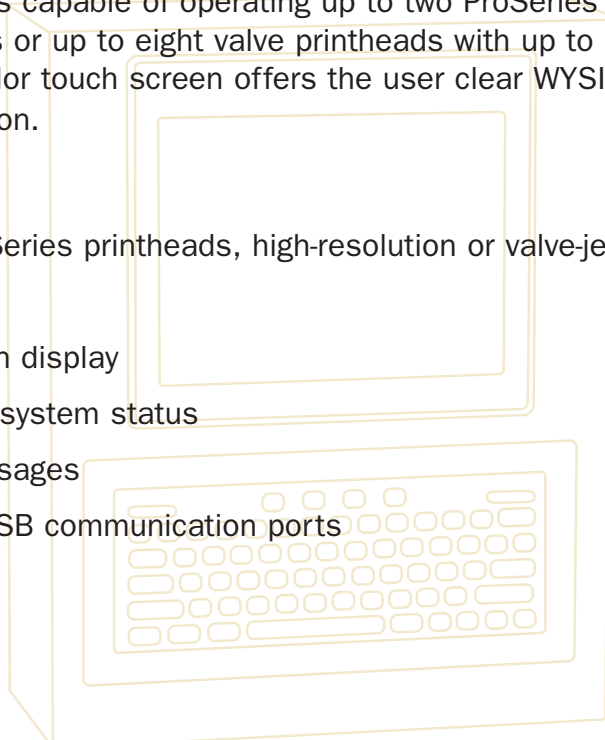 s capable of operating up to two ProSeries
s or up to eight valve printheads with up to
lor touch screen offers the user clear WYSI
on.
Series printheads, high-resolution or valve-je
n display
system status
sages
SB communication ports